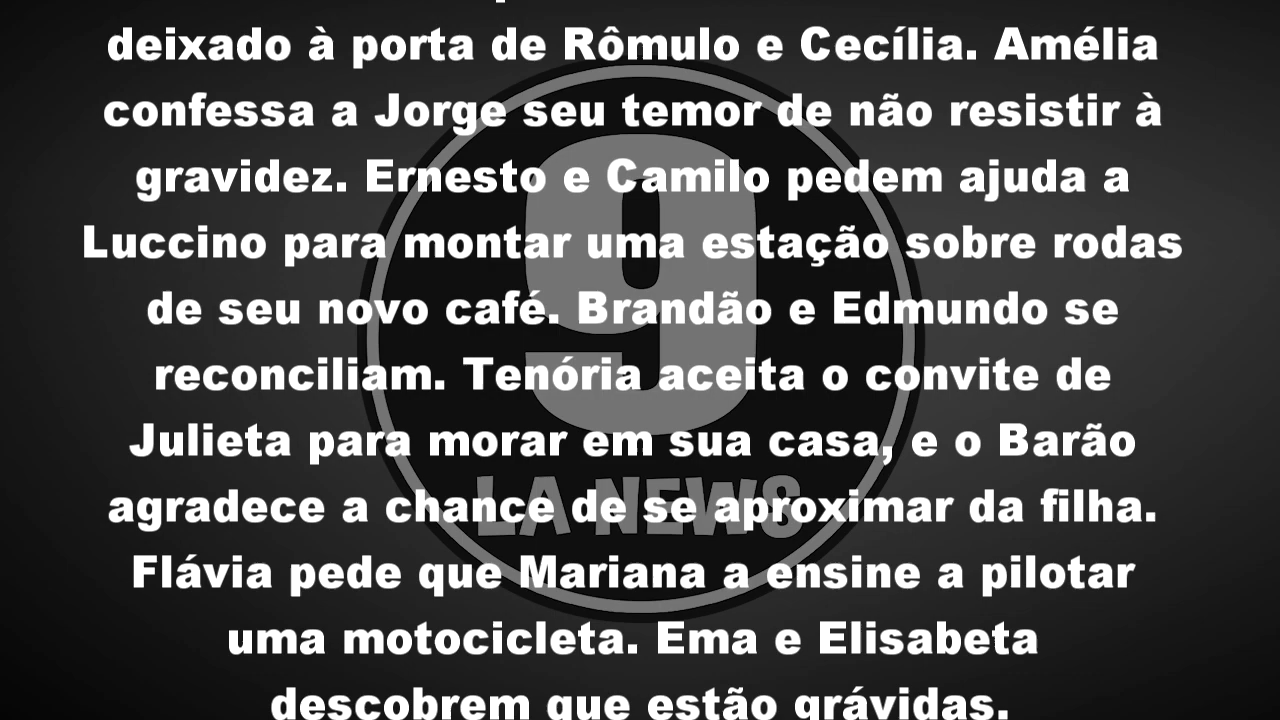 deixado à porta de Rômulo e Cecília. Amélia
confessa a Jorge seu temor de não resistir à
gravidez. Ernesto e Camilo pedem ajuda a
Luccino para montar uma estação sobre rodas
de seu novo café. Brandão e Edmundo se
reconciliam. Tenória aceita o convite de
Julieta para morar em sua casa, e o Barão
agradece a chance de se aproximar da filha.
Flávia pede que Mariana a ensine a pilotar
uma motocicleta. Ema e Elisabeta
descobrem que estão grávidas.
9
LA NEWS